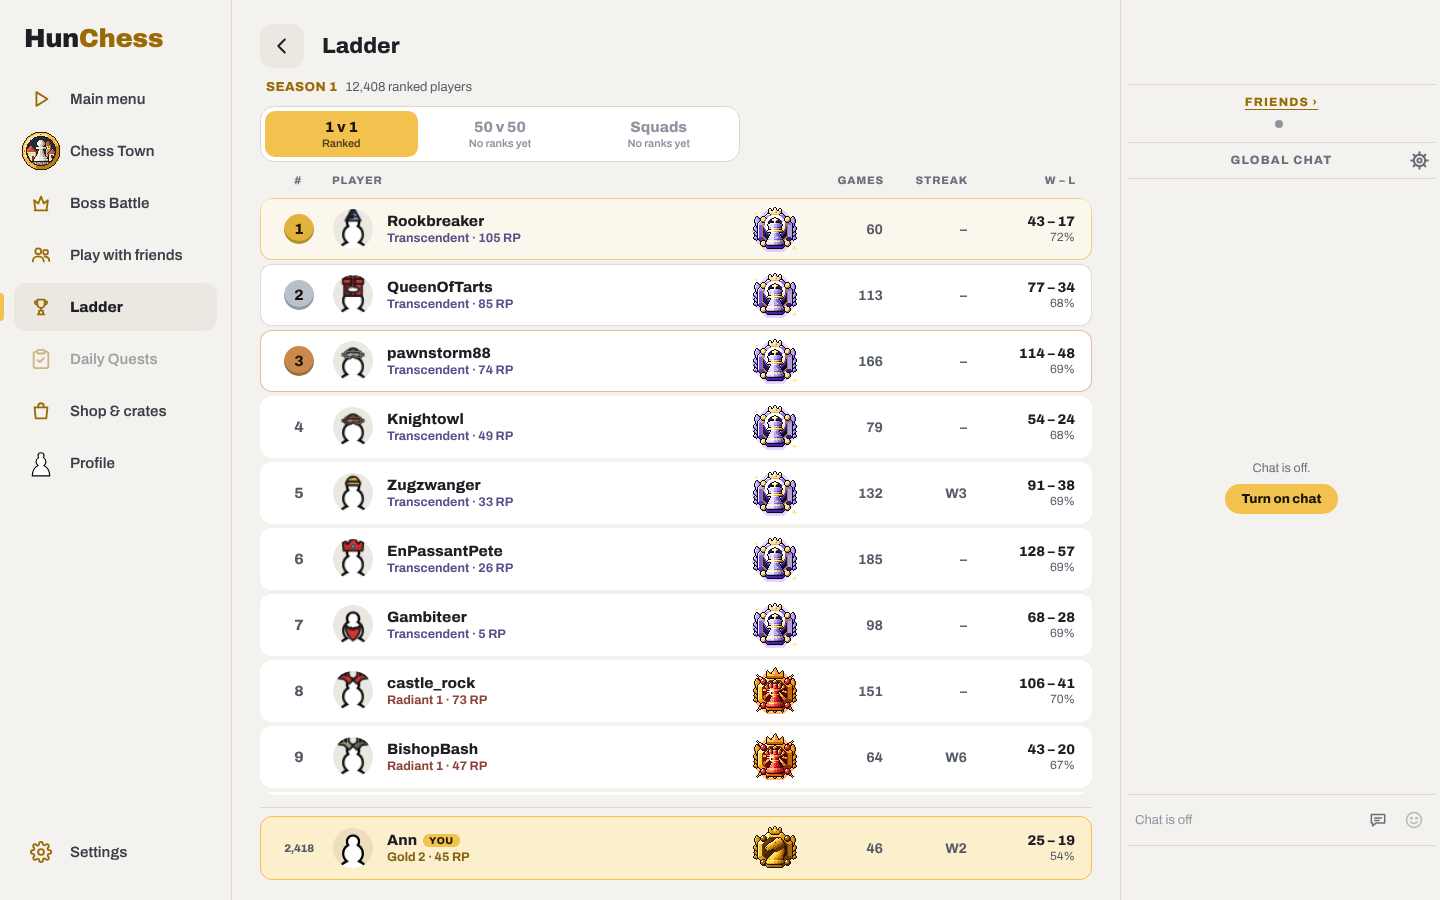 HunChess
Main menu
Chess Town
Boss Battle
Play with friends
Ladder
Daily Quests
Shop & crates
Profile
Settings
Ladder
SEASON 1 12,408 ranked players
1 v 1
Ranked
50 v 50
No ranks yet
Squads
No ranks yet
# PLAYER GAMES STREAK W – L
1 Rookbreaker 60 – 43 – 17
Transcendent · 105 RP 72%
2 QueenOfTarts 113 – 77 – 34
Transcendent · 85 RP 68%
3 pawnstorm88 166 – 114 – 48
Transcendent · 74 RP 69%
4 Knightowl 79 – 54 – 24
Transcendent · 49 RP 68%
5 Zugzwanger 132 W3 91 – 38
Transcendent · 33 RP 69%
6 EnPassantPete 185 – 128 – 57
Transcendent · 26 RP 69%
7 Gambiteer 98 – 68 – 28
Transcendent · 5 RP 69%
8 castle_rock 151 – 106 – 41
Radiant 1 · 73 RP 70%
9 BishopBash 64 W6 43 – 20
Radiant 1 · 47 RP 67%
2,418 Ann YOU 46 W2 25 – 19
Gold 2 · 45 RP 54%
FRIENDS ›
GLOBAL CHAT
Chat is off.
Turn on chat
Chat is off